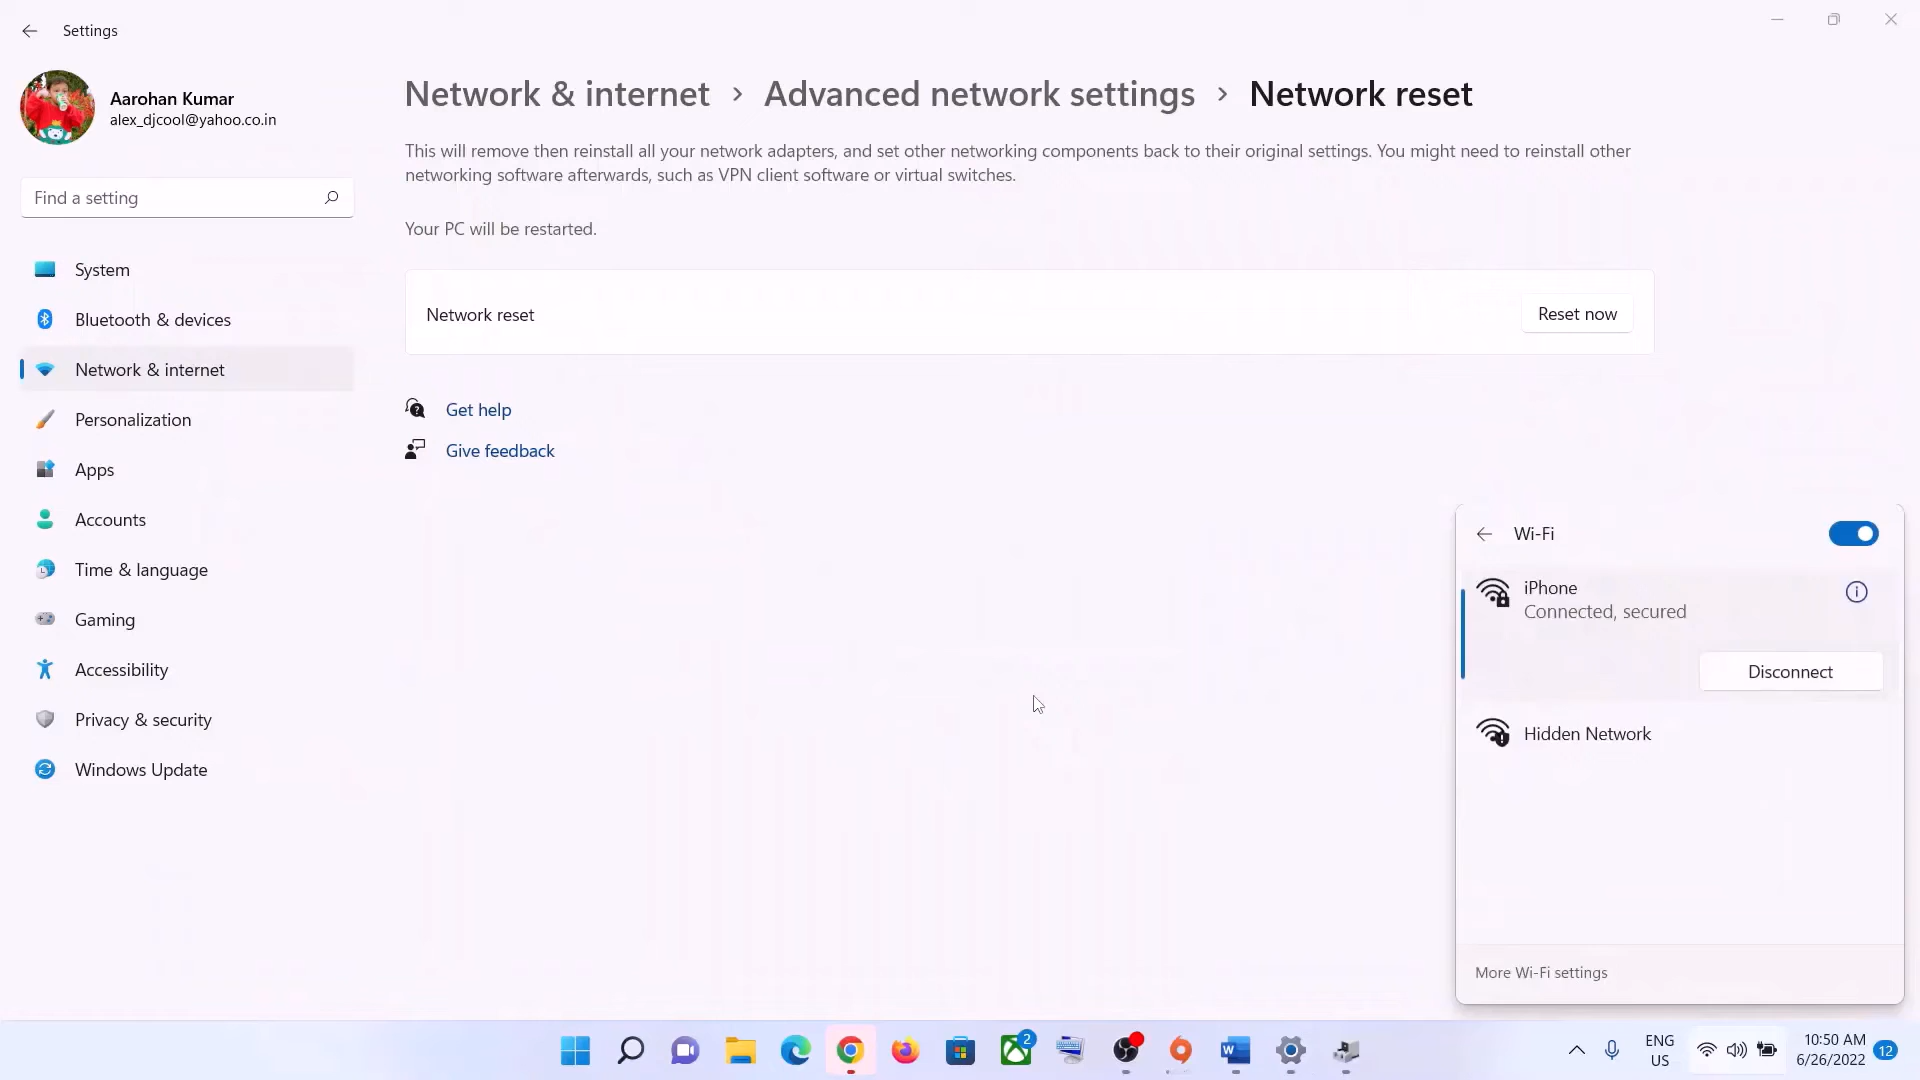 Settings
Aarohan Kumar
alex_djcool@yahoo.co.in
Find a setting
System
Bluetooth & devices
Network & internet
Personalization
Apps
Accounts
Time & language
Gaming
Accessibility
Privacy & security
Windows Update
Network & internet › Advanced network settings › Network reset
This will remove then reinstall all your network adapters, and set other networking components back to their original settings. You might need to reinstall other
networking software afterwards, such as VPN client software or virtual switches.
Your PC will be restarted.
Network reset
Reset now
Get help
Give feedback
Wi-Fi
iPhone
Connected, secured
Disconnect
Hidden Network
More Wi-Fi settings
2
ENG
US
10:50 AM
6/26/2022
12